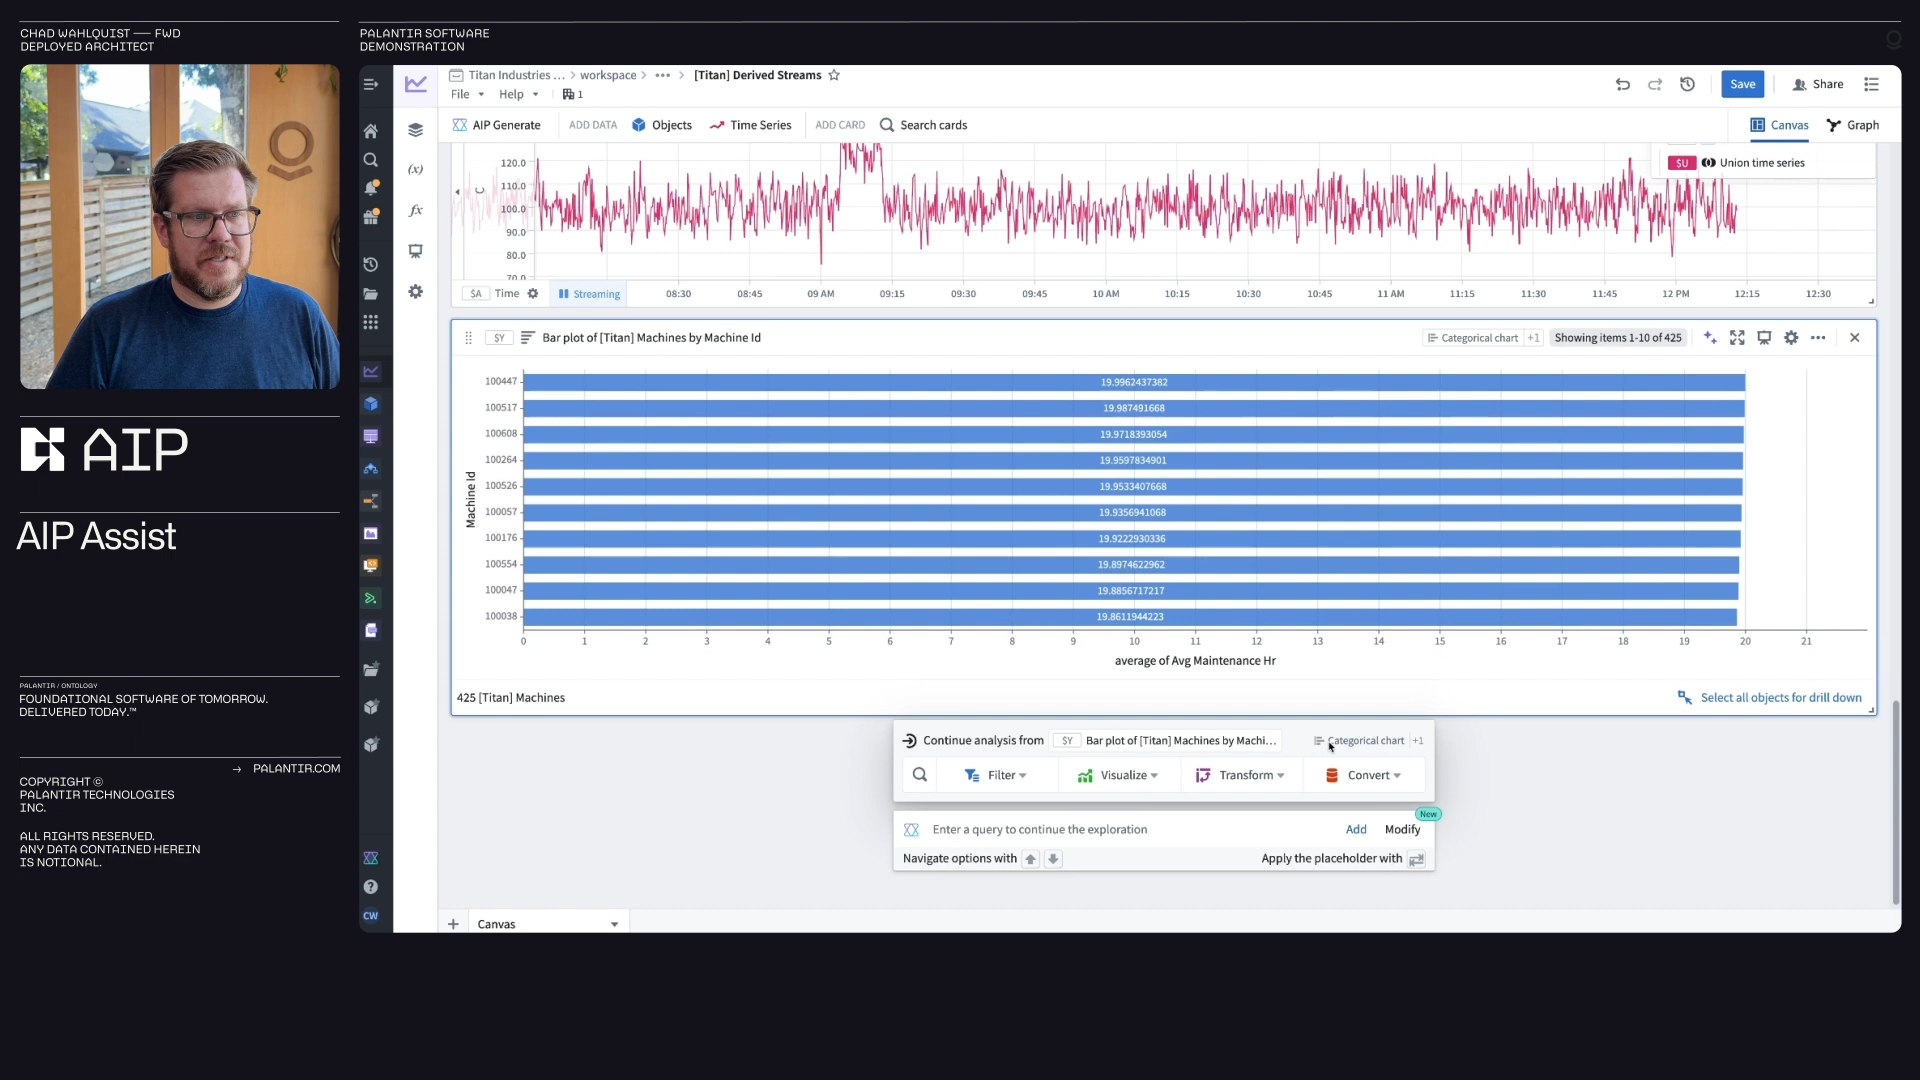 CHAD WAHLQUIST — FWD
DEPLOYED ARCHITECT
PALANTIR SOFTWARE
DEMONSTRATION
AIP
AIP Assist
PALANTIR / ONTOLOGY
FOUNDATIONAL SOFTWARE OF TOMORROW.
DELIVERED TODAY.™
→ PALANTIR.COM
COPYRIGHT ©
PALANTIR TECHNOLOGIES
INC.
ALL RIGHTS RESERVED.
ANY DATA CONTAINED HEREIN
IS NOTIONAL.
CW
Titan Industries ... > workspace > ••• > [Titan] Derived Streams
File Help 1
Save Share
AIP Generate ADD DATA Objects Time Series ADD CARD Search cards Canvas Graph
(x)
fx
$U Union time series
120.0
110.0
100.0
90.0
80.0
70.0
C
$A Time Streaming 08:30 08:45 09 AM 09:15 09:30 09:45 10 AM 10:15 10:30 10:45 11 AM 11:15 11:30 11:45 12 PM 12:15 12:30
$Y Bar plot of [Titan] Machines by Machine Id Categorical chart +1 Showing items 1-10 of 425
Machine Id
100447 19.9962437382
100517 19.987491668
100608 19.9718393054
100264 19.9597834901
100526 19.9533407668
100057 19.9356941068
100176 19.9222930336
100554 19.8974622962
100047 19.8856717217
100038 19.8611944223
0 1 2 3 4 5 6 7 8 9 10 11 12 13 14 15 16 17 18 19 20 21
average of Avg Maintenance Hr
425 [Titan] Machines Select all objects for drill down
Continue analysis from $Y Bar plot of [Titan] Machines by Machi... Categorical chart +1
Filter Visualize Transform Convert
New
Enter a query to continue the exploration Add Modify
Navigate options with Apply the placeholder with
+ Canvas